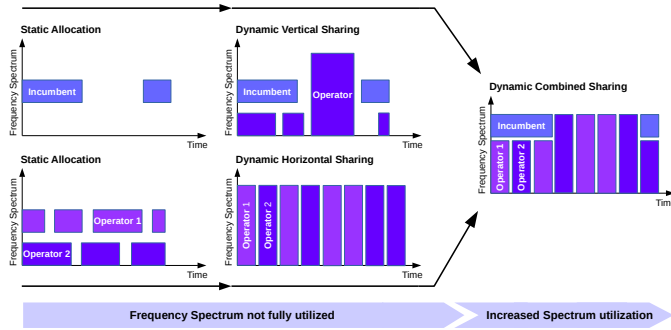 Static Allocation
Frequency Spectrum
Incumbent
Time
Dynamic Vertical Sharing
Frequency Spectrum
Incumbent
Operator
Time
Static Allocation
Frequency Spectrum
Operator 1
Operator 2
Time
Dynamic Horizontal Sharing
Frequency Spectrum
Operator 1
Operator 2
Time
Dynamic Combined Sharing
Frequency Spectrum
Incumbent
Operator 1
Operator 2
Time
Frequency Spectrum not fully utilized
Increased Spectrum utilization